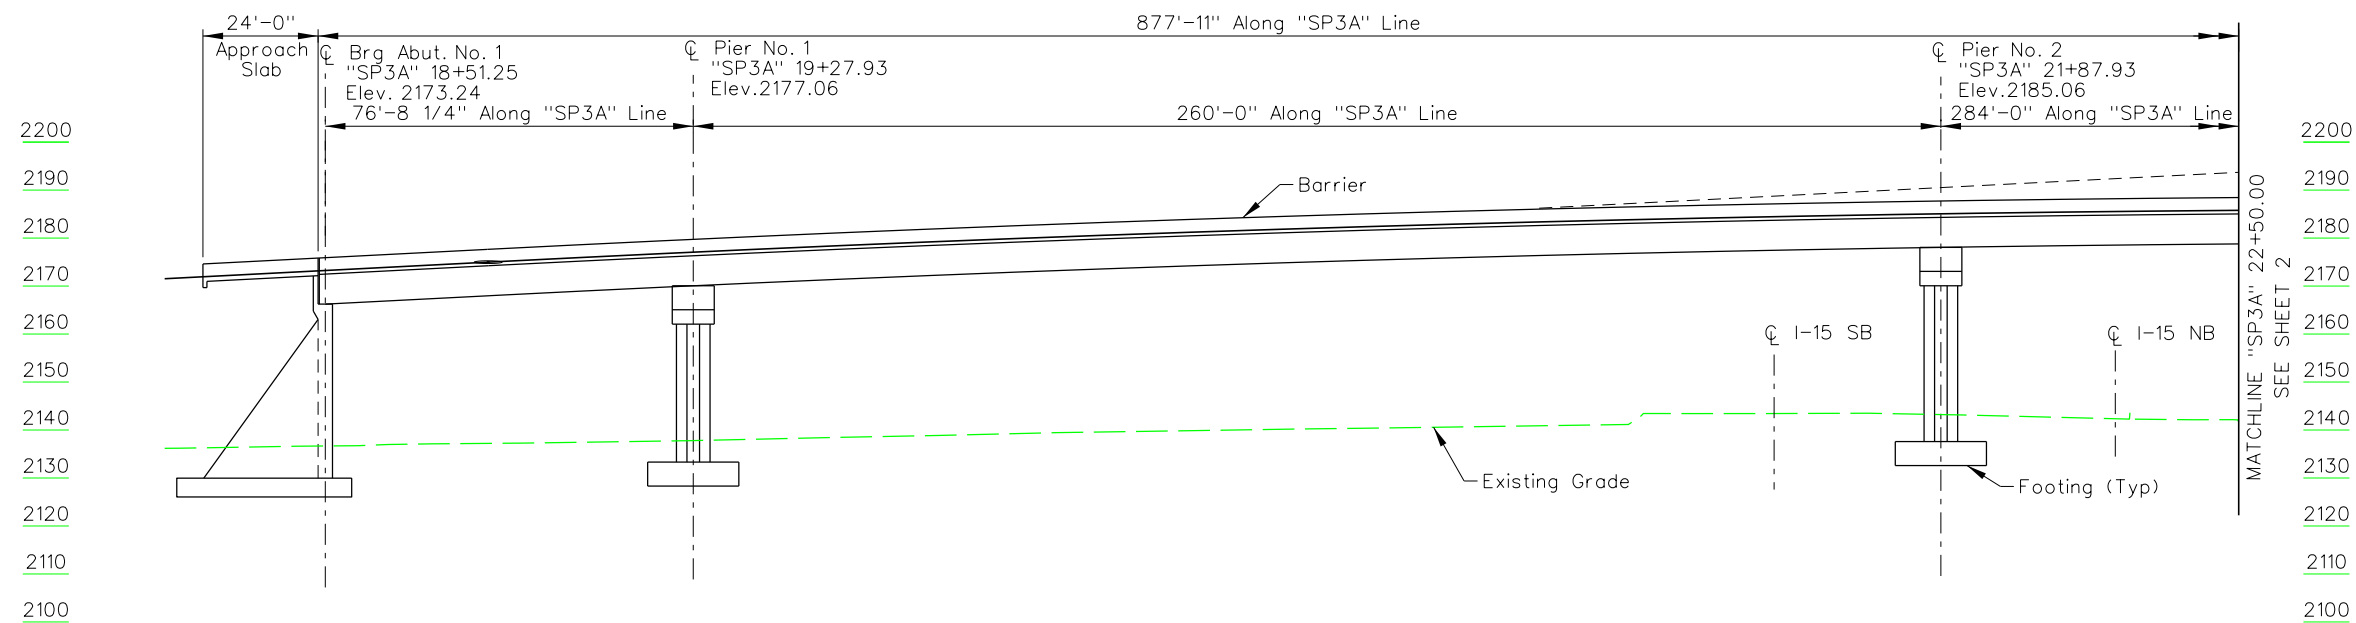 24'-0"
877'-11" Along "SP3A" Line
Approach
Slab
℄ Brg Abut. No. 1
"SP3A" 18+51.25
Elev. 2173.24
℄ Pier No. 1
"SP3A" 19+27.93
Elev.2177.06
℄ Pier No. 2
"SP3A" 21+87.93
Elev.2185.06
76'-8 1/4" Along "SP3A" Line
260'-0" Along "SP3A" Line
284'-0" Along "SP3A" Line
2200
2190
2180
2170
2160
2150
2140
2130
2120
2110
2100
Barrier
℄ I-15 SB
℄ I-15 NB
Existing Grade
Footing (Typ)
MATCHLINE "SP3A" 22+50.00
SEE SHEET 2
2200
2190
2180
2170
2160
2150
2140
2130
2120
2110
2100